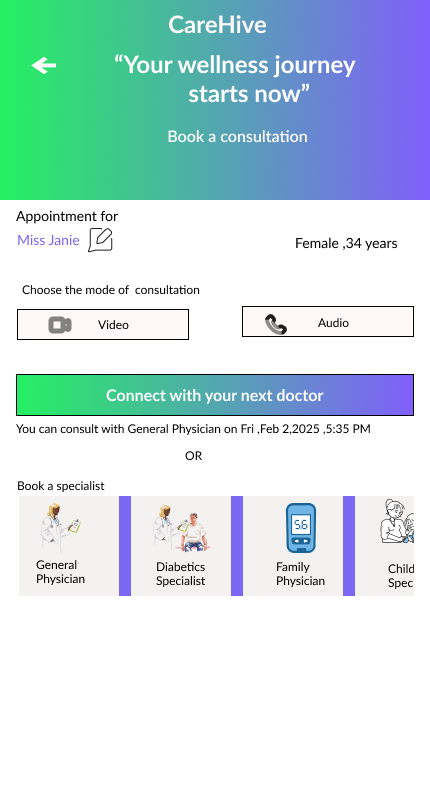 CareHive
“Your wellness journey
starts now”
Book a consultation
Appointment for
Miss Janie
Female ,34 years
Choose the mode of  consultation
Video
Audio
Connect with your next doctor
You can consult with General Physician on Fri ,Feb 2,2025 ,5:35 PM
OR
Book a specialist
5.6
General
Physician
Diabetics
Specialist
Family
Physician
Child
Spec